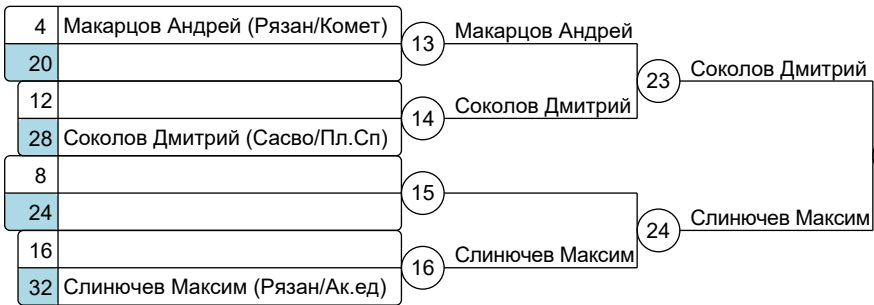 4 Макарцов Андрей (Рязан/Комет)
13 Макарцов Андрей
20
23 Соколов Дмитрий
12
14 Соколов Дмитрий
28 Соколов Дмитрий (Сасво/Пл.Сп)
8
15
24
24 Слинючев Максим
16
16 Слинючев Максим
32 Слинючев Максим (Рязан/Ак.ед)